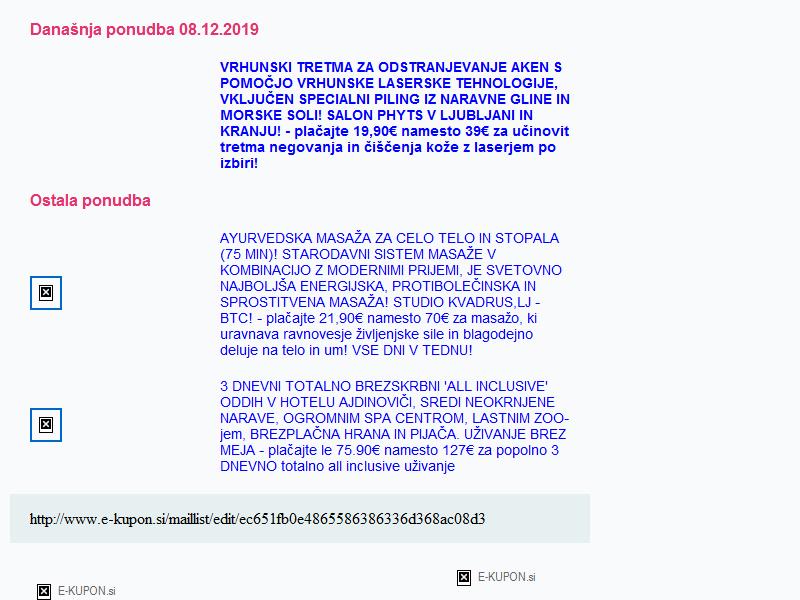 Današnja ponudba 08.12.2019
VRHUNSKI TRETMA ZA ODSTRANJEVANJE AKEN S
POMOČJO VRHUNSKE LASERSKE TEHNOLOGIJE,
VKLJUČEN SPECIALNI PILING IZ NARAVNE GLINE IN
MORSKE SOLI! SALON PHYTS V LJUBLJANI IN
KRANJU! - plačajte 19,90€ namesto 39€ za učinovit
tretma negovanja in čiščenja kože z laserjem po
izbiri!
Ostala ponudba
AYURVEDSKA MASAŽA ZA CELO TELO IN STOPALA
(75 MIN)! STARODAVNI SISTEM MASAŽE V
KOMBINACIJO Z MODERNIMI PRIJEMI, JE SVETOVNO
NAJBOLJŠA ENERGIJSKA, PROTIBOLEČINSKA IN
SPROSTITVENA MASAŽA! STUDIO KVADRUS,LJ -
BTC! - plačajte 21,90€ namesto 70€ za masažo, ki
uravnava ravnovesje življenjske sile in blagodejno
deluje na telo in um! VSE DNI V TEDNU!
3 DNEVNI TOTALNO BREZSKRBNI 'ALL INCLUSIVE'
ODDIH V HOTELU AJDINOVIČI, SREDI NEOKRNJENE
NARAVE, OGROMNIM SPA CENTROM, LASTNIM ZOO-
jem, BREZPLAČNA HRANA IN PIJAČA. UŽIVANJE BREZ
MEJA - plačajte le 75.90€ namesto 127€ za popolno 3
DNEVNO totalno all inclusive uživanje
http://www.e-kupon.si/maillist/edit/ec651fb0e4865586386336d368ac08d3
E-KUPON.si
E-KUPON.si